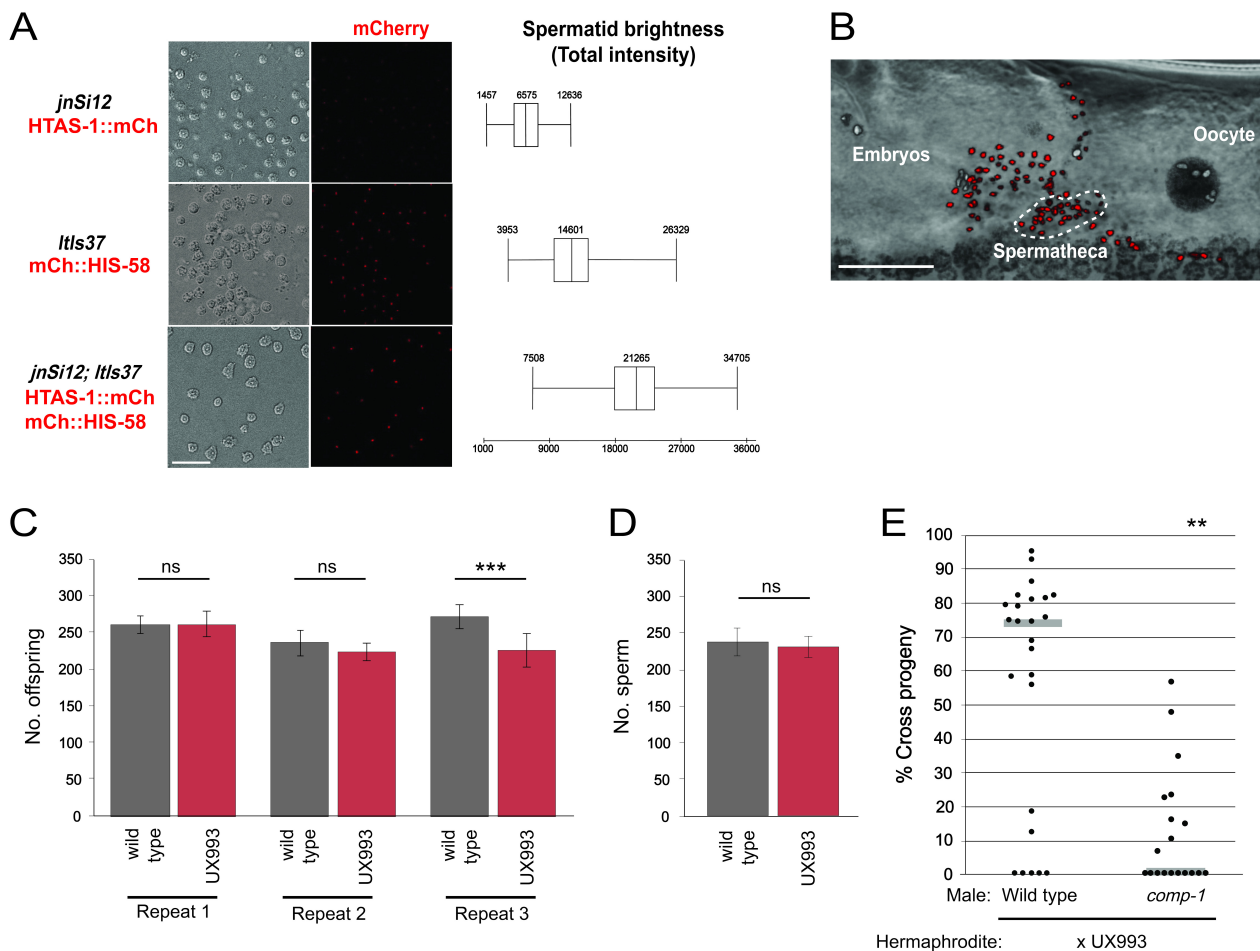 A
mCherry
Spermatid brightness
(Total intensity)
jnSi12
HTAS-1::mCh
1457 6575 12636
ltIs37
mCh::HIS-58
3953 14601 26329
jnSi12; ltIs37
HTAS-1::mCh
mCh::HIS-58
7508 21265 34705
1000 9000 18000 27000 36000
B
Embryos
Oocyte
Spermatheca
C
No. offspring
350
300
250
200
150
100
50
0
ns
ns
***
wild type
UX993
wild type
UX993
wild type
UX993
Repeat 1
Repeat 2
Repeat 3
D
No. sperm
350
300
250
200
150
100
50
0
ns
wild type
UX993
E
**
% Cross progeny
100
90
80
70
60
50
40
30
20
10
0
Male: Wild type comp-1
Hermaphrodite: x UX993